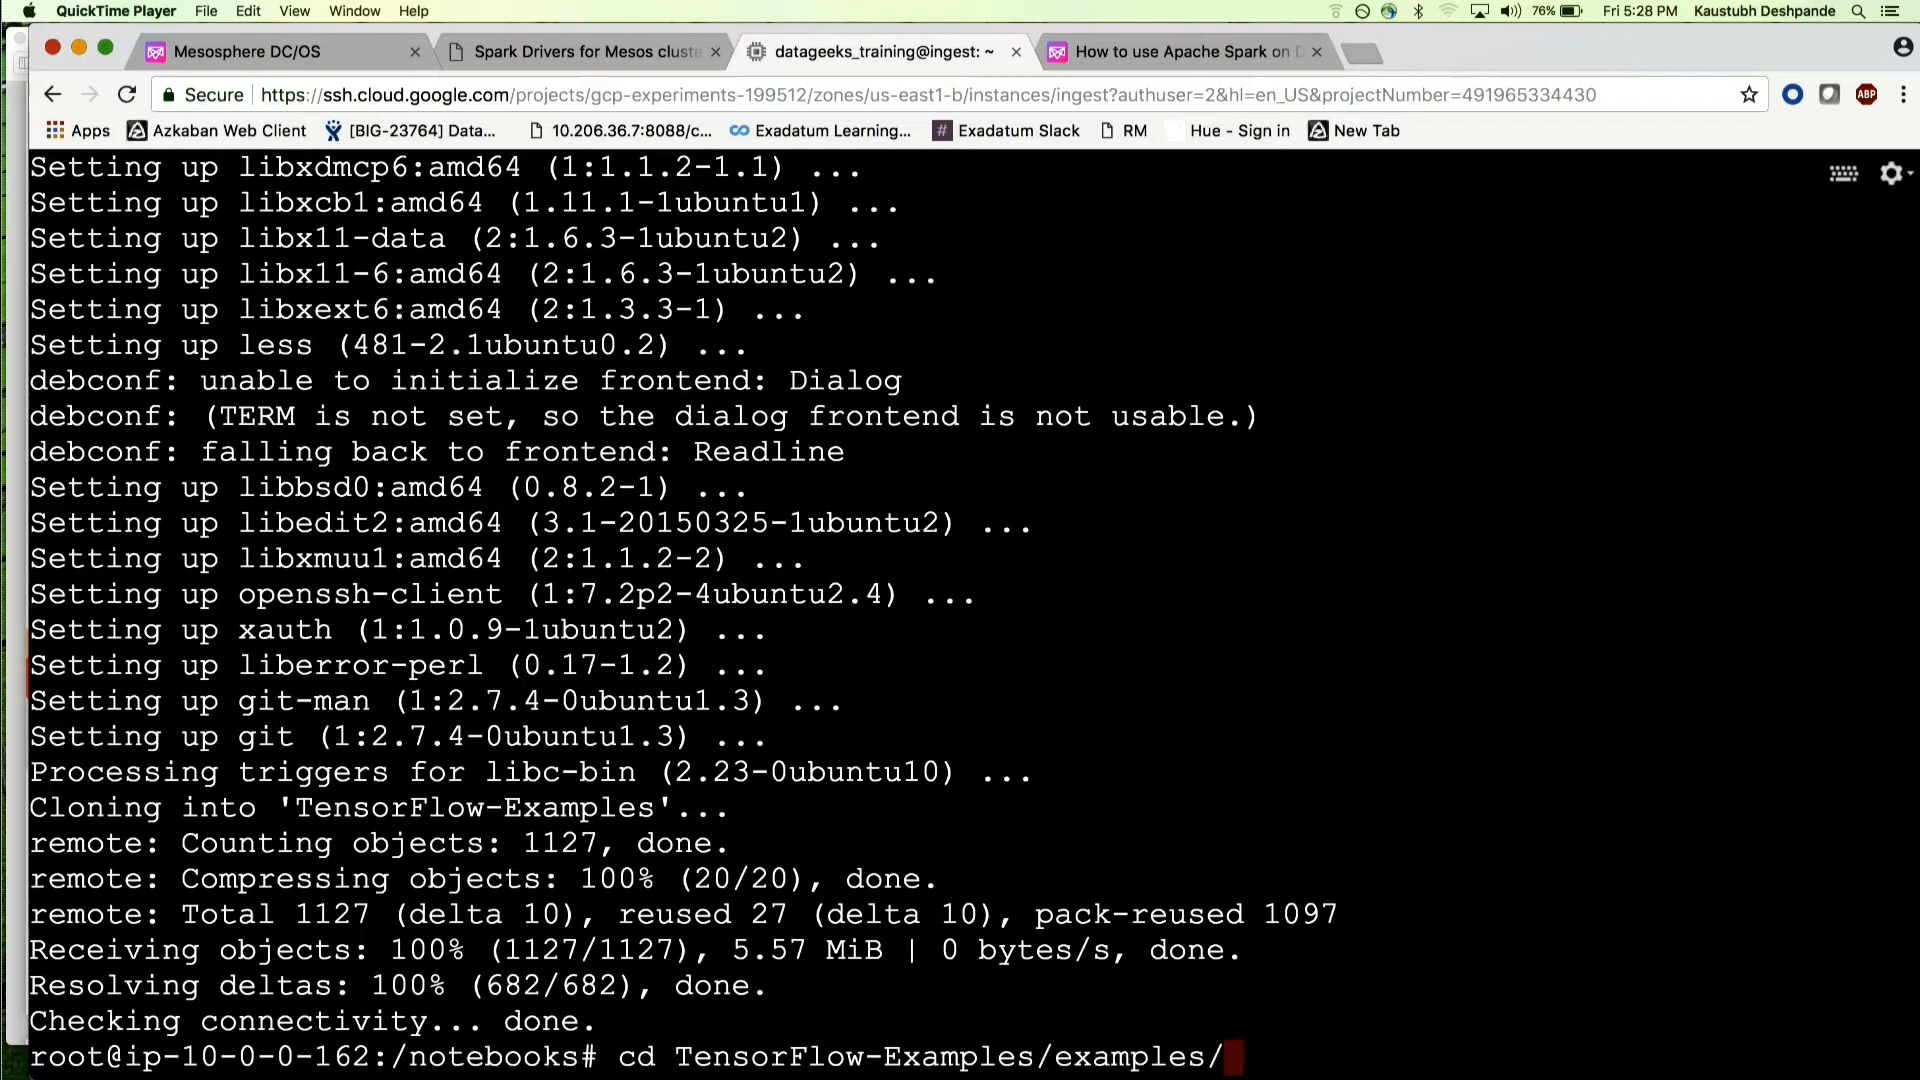 QuickTime Player File Edit View Window Help 76% Fri 5:28 PM Kaustubh Deshpande
Mesosphere DC/OS Spark Drivers for Mesos cluste datageeks_training@ingest: ~ How to use Apache Spark on D
Secure https://ssh.cloud.google.com/projects/gcp-experiments-199512/zones/us-east1-b/instances/ingest?authuser=2&hl=en_US&projectNumber=491965334430 ABP
Apps Azkaban Web Client [BIG-23764] Data... 10.206.36.7:8088/c... Exadatum Learning... # Exadatum Slack RM Hue - Sign in New Tab
Setting up libxdmcp6:amd64 (1:1.1.2-1.1) ...
Setting up libxcb1:amd64 (1.11.1-1ubuntu1) ...
Setting up libx11-data (2:1.6.3-1ubuntu2) ...
Setting up libx11-6:amd64 (2:1.6.3-1ubuntu2) ...
Setting up libxext6:amd64 (2:1.3.3-1) ...
Setting up less (481-2.1ubuntu0.2) ...
debconf: unable to initialize frontend: Dialog
debconf: (TERM is not set, so the dialog frontend is not usable.)
debconf: falling back to frontend: Readline
Setting up libbsd0:amd64 (0.8.2-1) ...
Setting up libedit2:amd64 (3.1-20150325-1ubuntu2) ...
Setting up libxmuu1:amd64 (2:1.1.2-2) ...
Setting up openssh-client (1:7.2p2-4ubuntu2.4) ...
Setting up xauth (1:1.0.9-1ubuntu2) ...
Setting up liberror-perl (0.17-1.2) ...
Setting up git-man (1:2.7.4-0ubuntu1.3) ...
Setting up git (1:2.7.4-0ubuntu1.3) ...
Processing triggers for libc-bin (2.23-0ubuntu10) ...
Cloning into 'TensorFlow-Examples'...
remote: Counting objects: 1127, done.
remote: Compressing objects: 100% (20/20), done.
remote: Total 1127 (delta 10), reused 27 (delta 10), pack-reused 1097
Receiving objects: 100% (1127/1127), 5.57 MiB | 0 bytes/s, done.
Resolving deltas: 100% (682/682), done.
Checking connectivity... done.
root@ip-10-0-0-162:/notebooks# cd TensorFlow-Examples/examples/